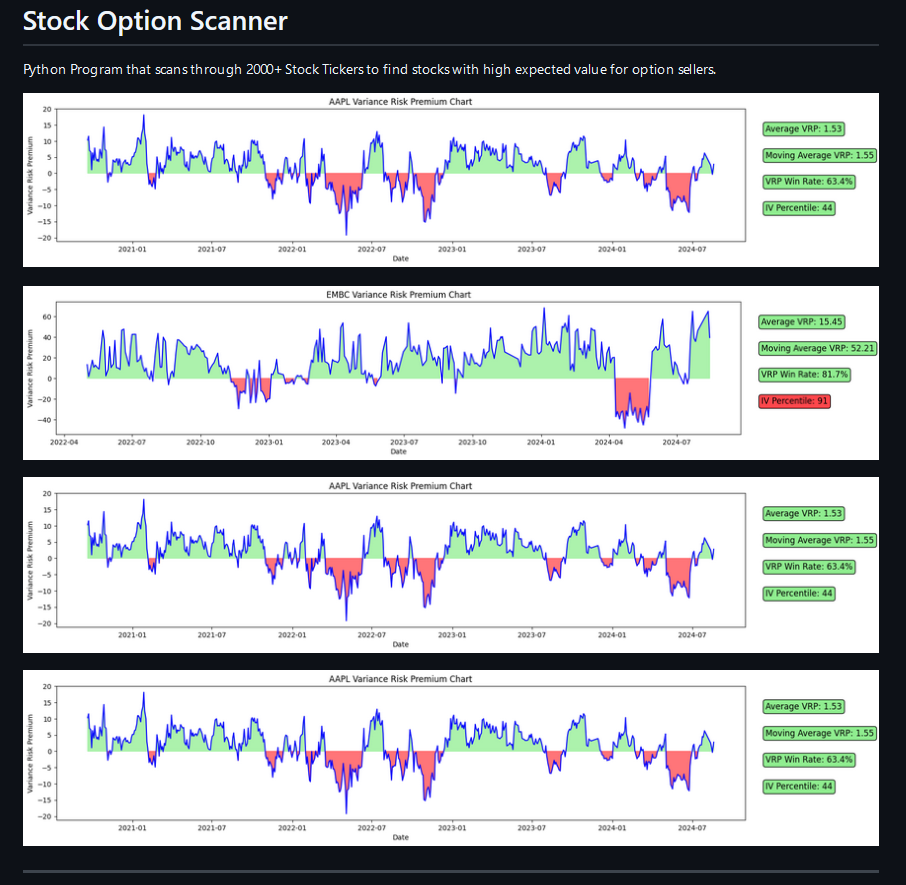 Stock Option Scanner
Python Program that scans through 2000+ Stock Tickers to find stocks with high expected value for option sellers.
AAPL Variance Risk Premium Chart
Variance Risk Premium
20
15
10
5
0
−5
−10
−15
−20
2021-01 2021-07 2022-01 2022-07 2023-01 2023-07 2024-01 2024-07
Date
Average VRP: 1.53
Moving Average VRP: 1.55
VRP Win Rate: 63.4%
IV Percentile: 44
EMBC Variance Risk Premium Chart
Variance Risk Premium
60
40
20
0
−20
−40
2022-04 2022-07 2022-10 2023-01 2023-04 2023-07 2023-10 2024-01 2024-04 2024-07
Date
Average VRP: 15.45
Moving Average VRP: 52.21
VRP Win Rate: 81.7%
IV Percentile: 91
AAPL Variance Risk Premium Chart
Variance Risk Premium
20
15
10
5
0
−5
−10
−15
−20
2021-01 2021-07 2022-01 2022-07 2023-01 2023-07 2024-01 2024-07
Date
Average VRP: 1.53
Moving Average VRP: 1.55
VRP Win Rate: 63.4%
IV Percentile: 44
AAPL Variance Risk Premium Chart
Variance Risk Premium
20
15
10
5
0
−5
−10
−15
−20
2021-01 2021-07 2022-01 2022-07 2023-01 2023-07 2024-01 2024-07
Date
Average VRP: 1.53
Moving Average VRP: 1.55
VRP Win Rate: 63.4%
IV Percentile: 44